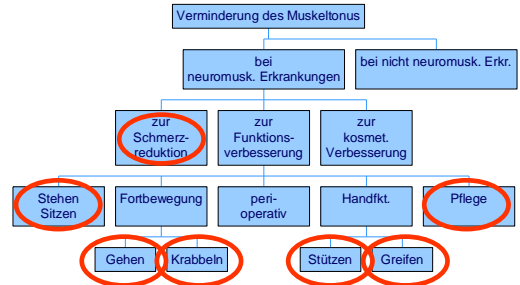 Verminderung des Muskeltonus
bei
neuromusk. Erkrankungen
bei nicht neuromusk. Erkr.
zur
Schmerz-
reduktion
zur
Funktions-
verbesserung
zur
kosmet.
Verbesserung
Stehen
Sitzen
Fortbewegung
peri-
operativ
Handfkt.
Pflege
Gehen
Krabbeln
Stützen
Greifen